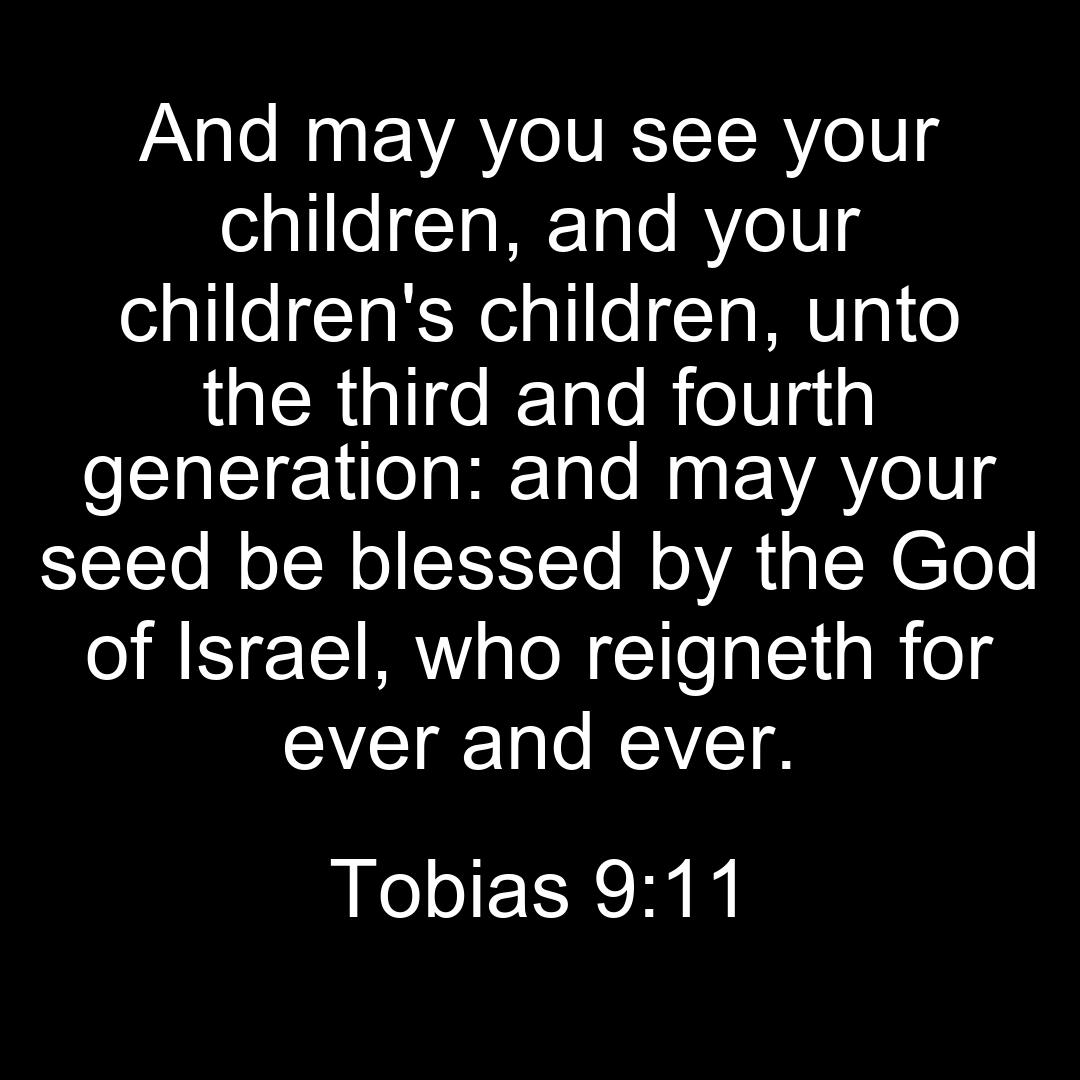 And may you see your
children, and your
children's children, unto
the third and fourth
generation: and may your
seed be blessed by the God
of Israel, who reigneth for
ever and ever.
Tobias 9:11